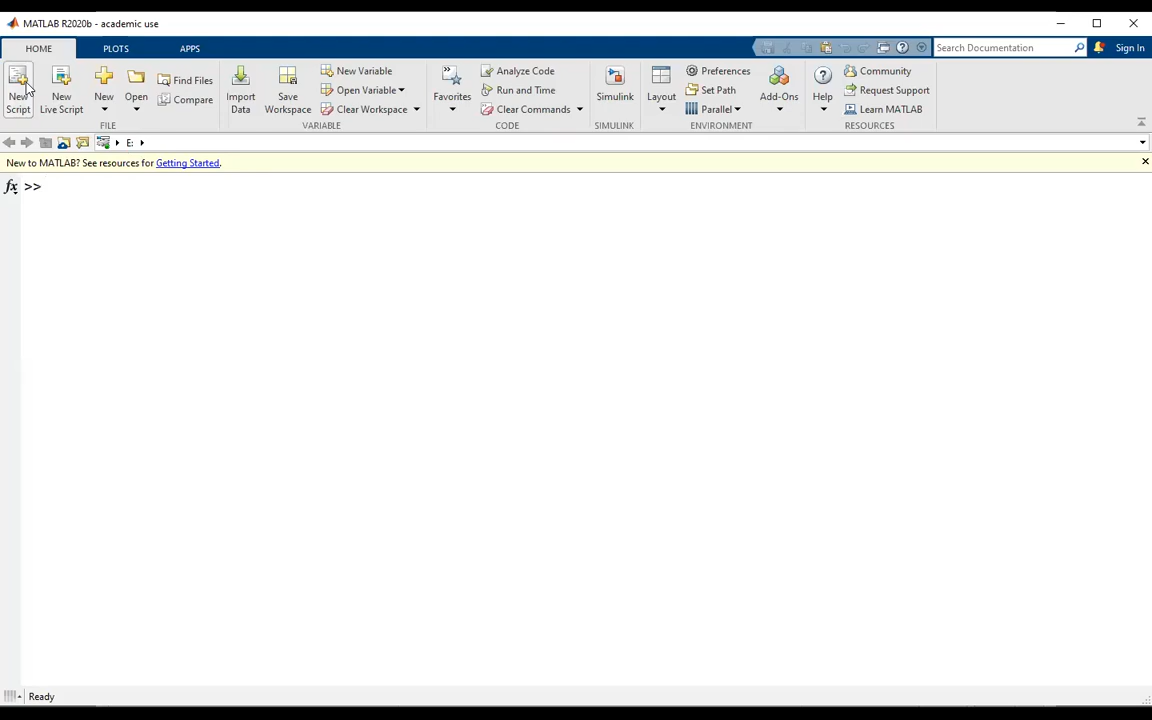 MATLAB R2020b - academic use
HOME PLOTS APPS Search Documentation Sign In
New Script
New Live Script
New
Open
Find Files
Compare
FILE
Import Data
Save Workspace
New Variable
Open Variable
Clear Workspace
VARIABLE
Favorites
Analyze Code
Run and Time
Clear Commands
CODE
Simulink
SIMULINK
Layout
Preferences
Set Path
Parallel
Add-Ons
ENVIRONMENT
Help
Community
Request Support
Learn MATLAB
RESOURCES
E:
New to MATLAB? See resources for Getting Started.
fx >>
Ready